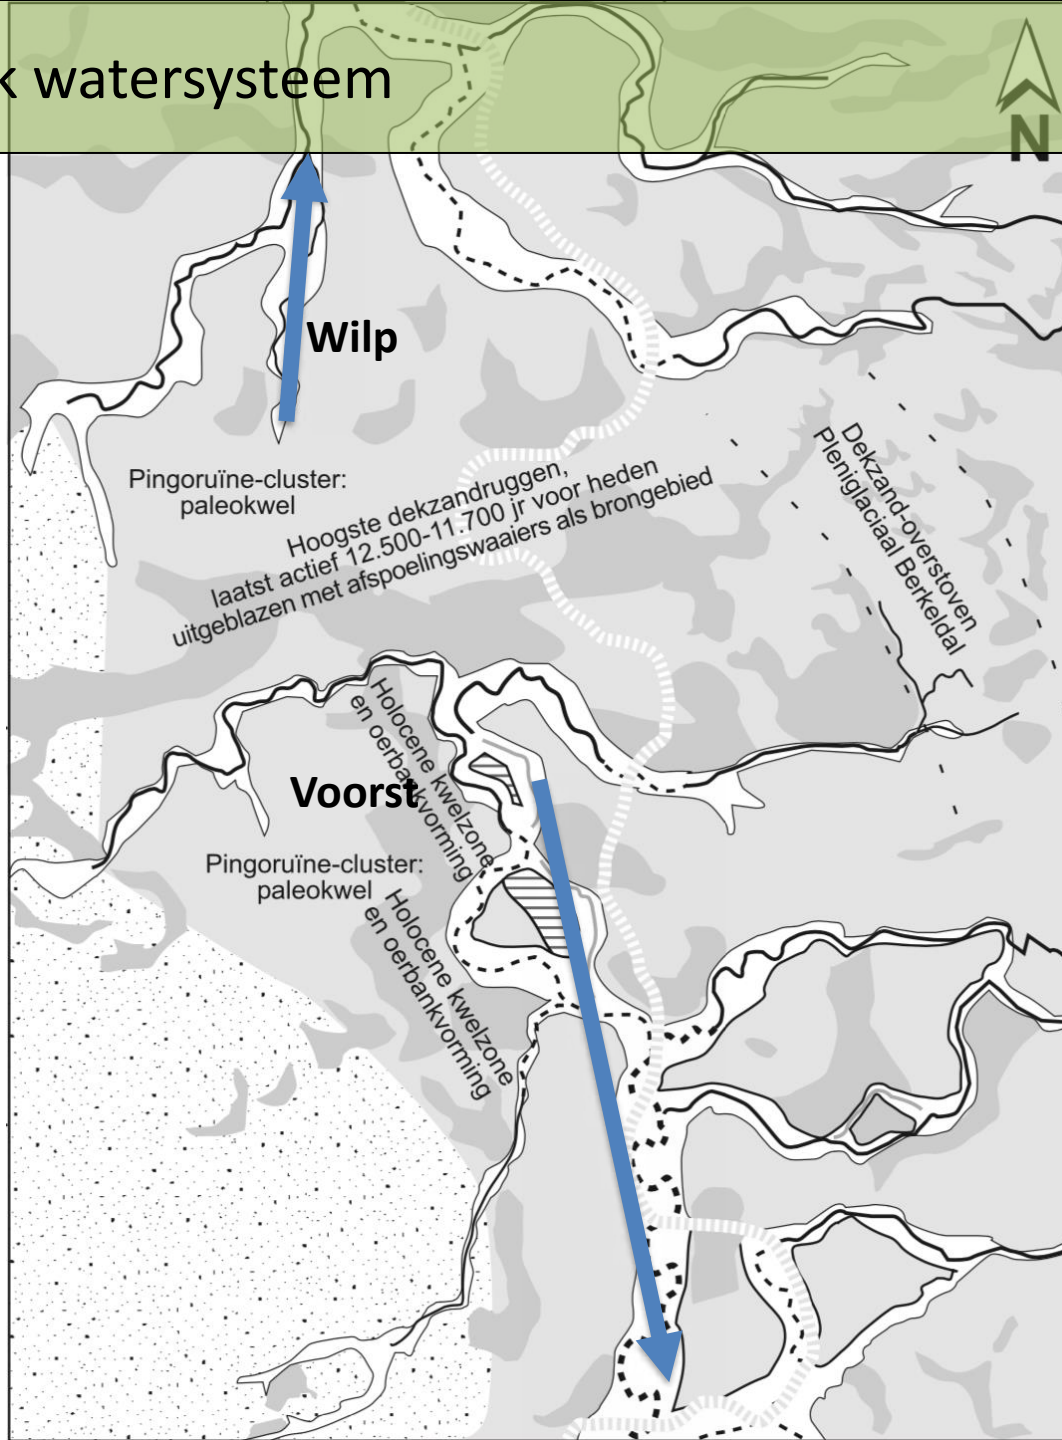 k watersysteem
N
Wilp
Pingoruïne-cluster:
paleokwel
Hoogste dekzandruggen,
laatst actief 12.500-11.700 jr voor heden
uitgeblazen met afspoelingswaaiers als brongebied
Dekzand-overstoven
Pleniglaciaal Berkeldal
Holocene kwelzone
en oerbankvorming
Voorst
Pingoruïne-cluster:
paleokwel
Holocene kwelzone
en oerbankvorming